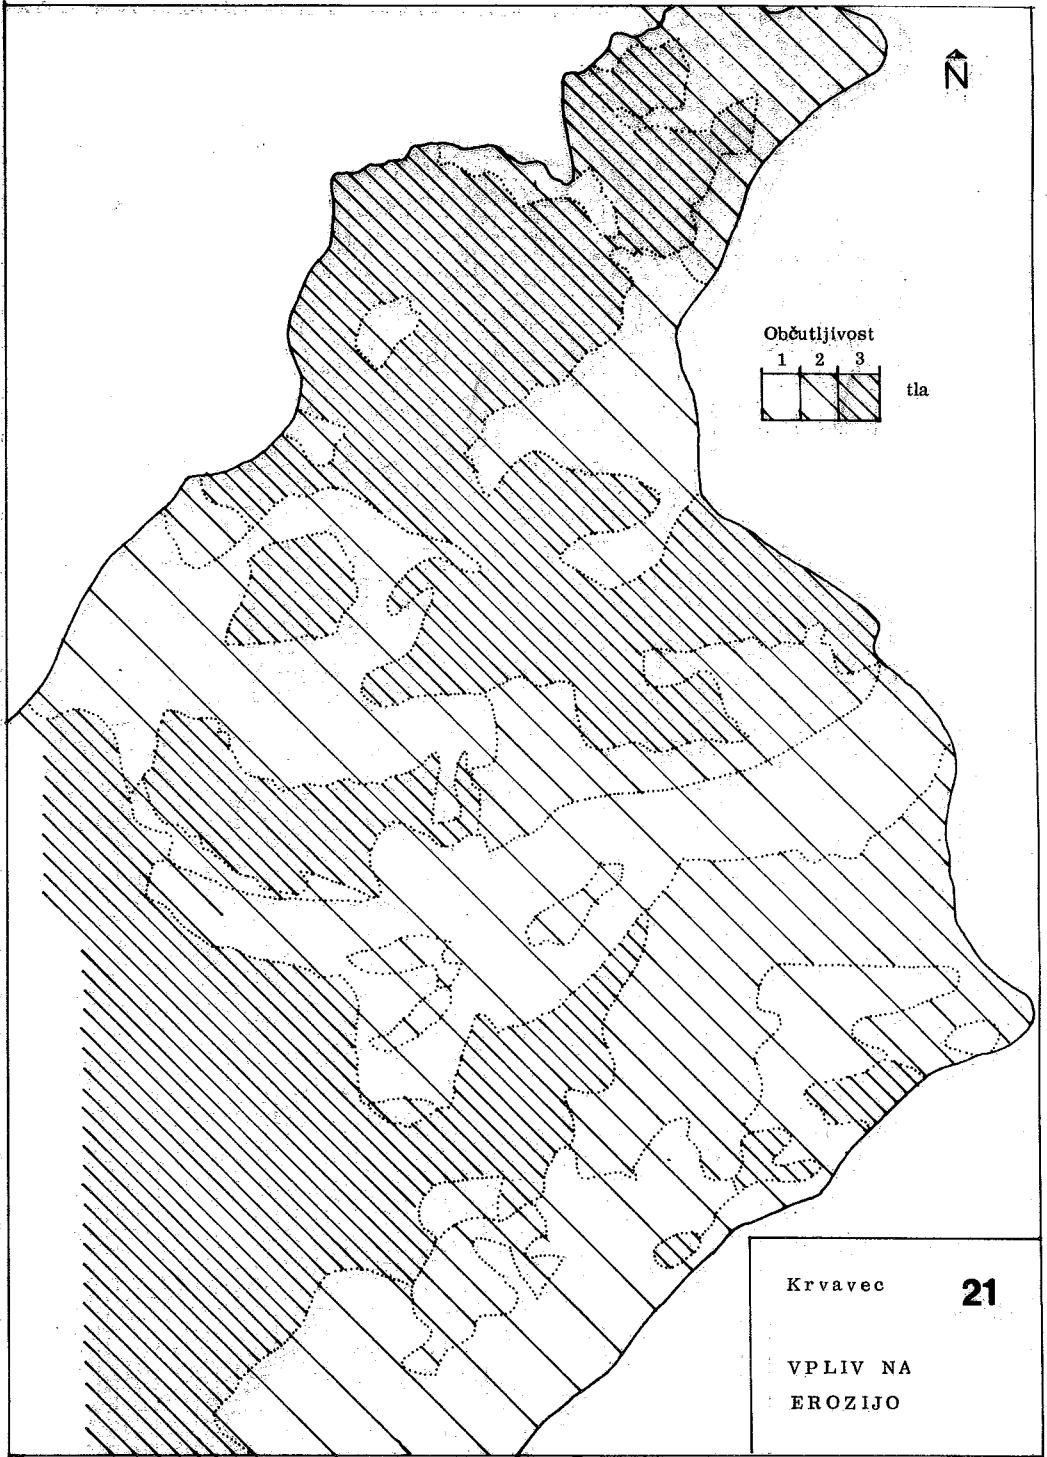 N
Občutljivost
1 2 3
tla
Krvavec 21
VPLIV NA
EROZIJO